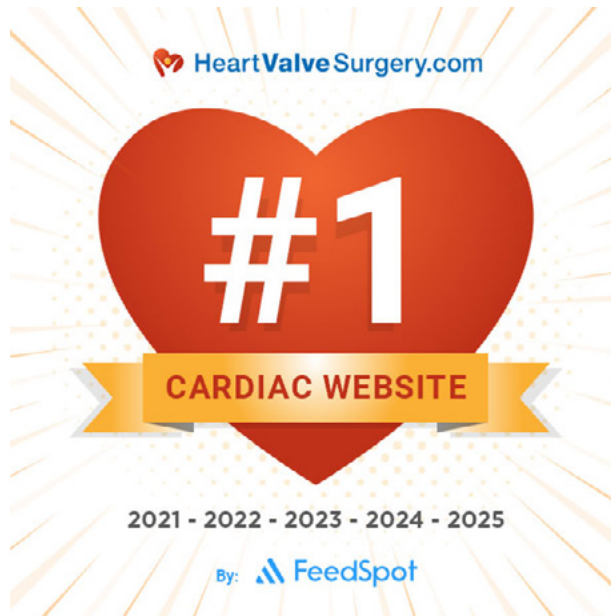 HeartValveSurgery.com
#1
CARDIAC WEBSITE
2021 - 2022 - 2023 - 2024 - 2025
By: FeedSpot